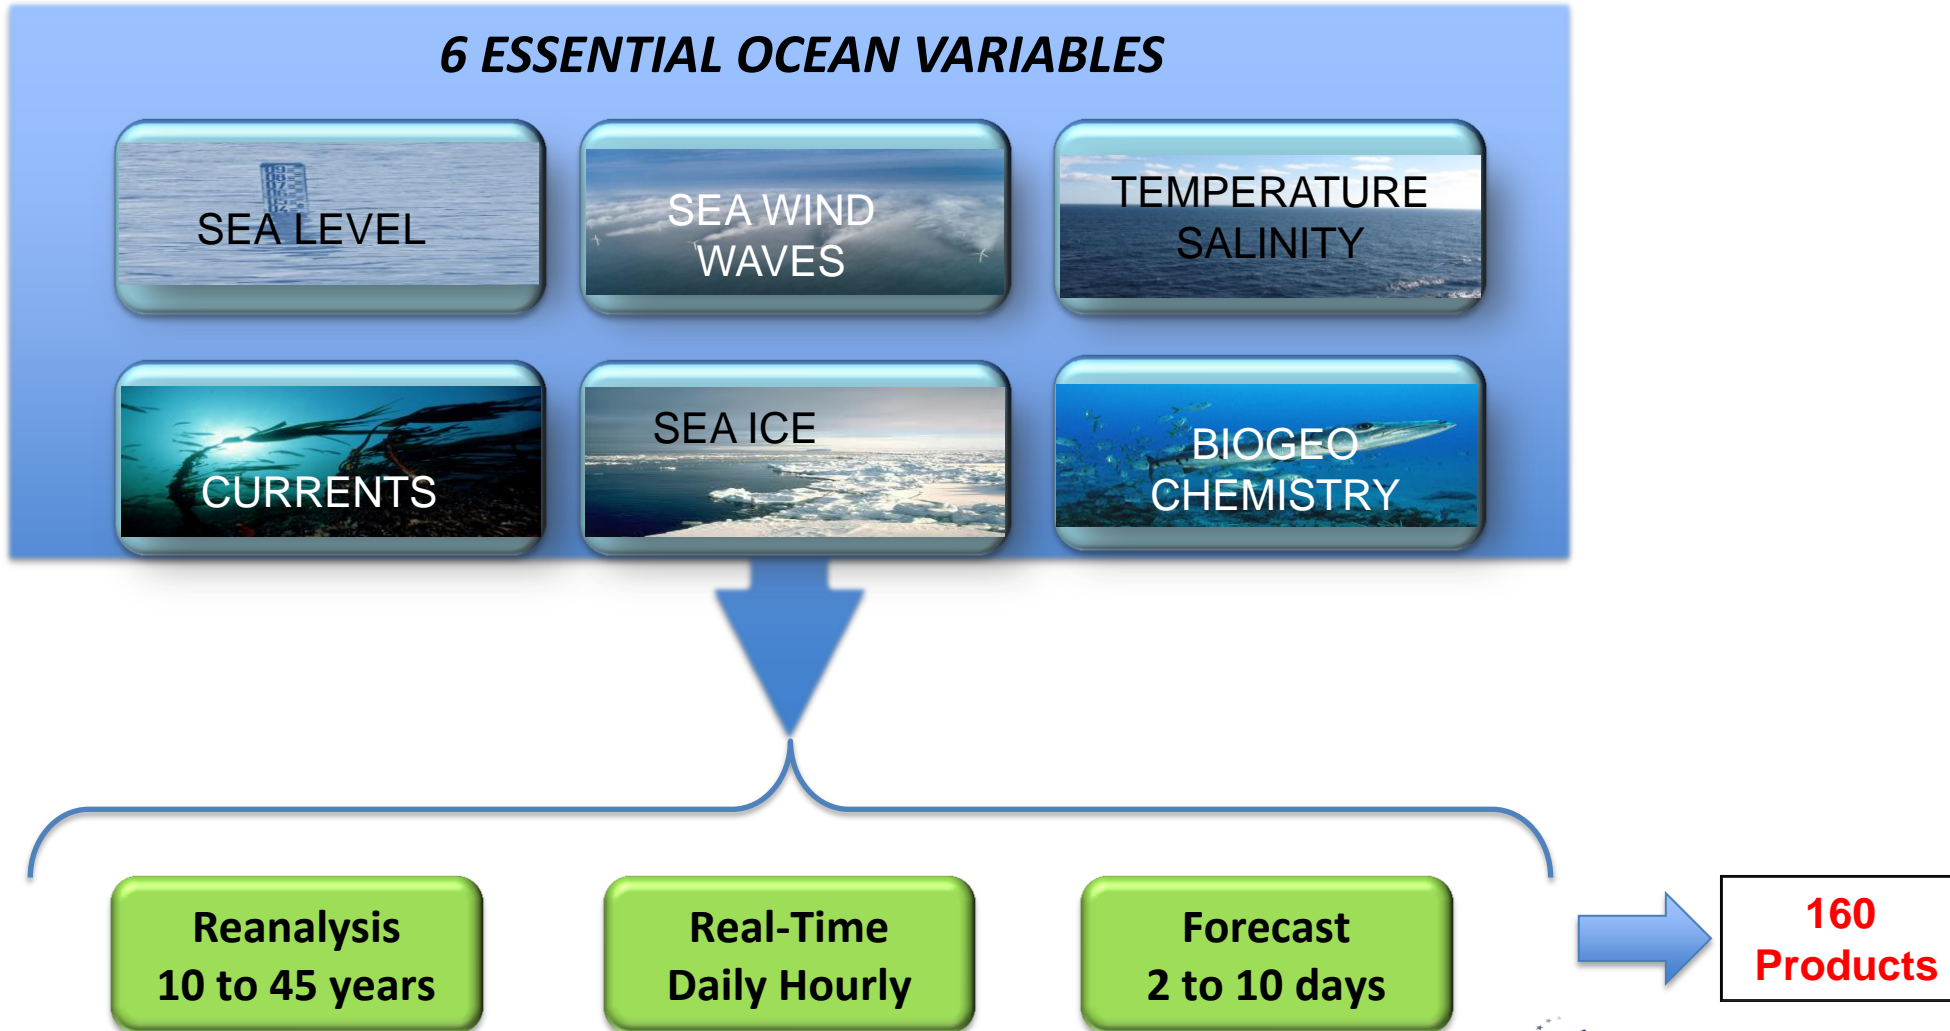 6 ESSENTIAL OCEAN VARIABLES
SEA LEVEL
SEA WIND
WAVES
TEMPERATURE
SALINITY
CURRENTS
SEA ICE
BIOGEO
CHEMISTRY
Reanalysis
10 to 45 years
Real-Time
Daily Hourly
Forecast
2 to 10 days
160
Products